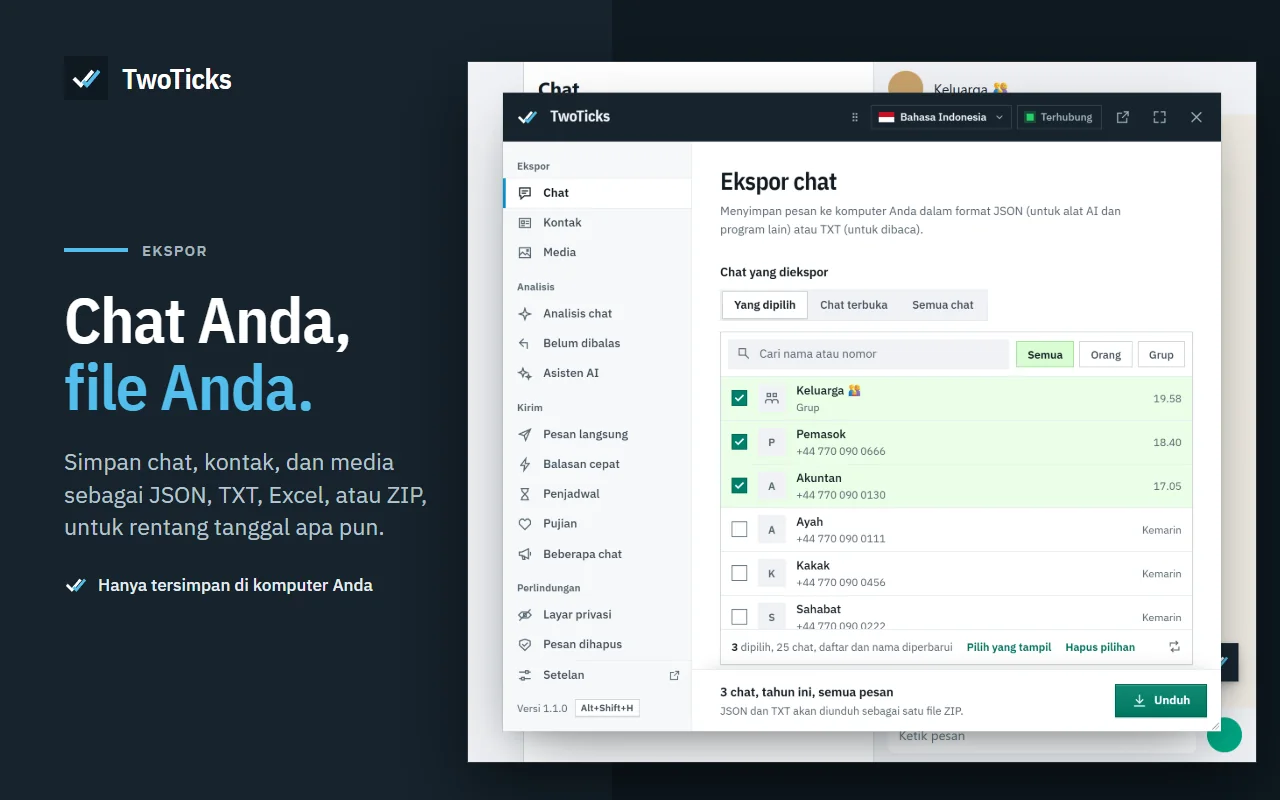 TwoTicks
EKSPOR
Chat Anda,
file Anda.
Simpan chat, kontak, dan media
sebagai JSON, TXT, Excel, atau ZIP,
untuk rentang tanggal apa pun.
Hanya tersimpan di komputer Anda
Chat
Keluarga
TwoTicks
Bahasa Indonesia
Terhubung
Ekspor
Chat
Kontak
Media
Analisis
Analisis chat
Belum dibalas
Asisten AI
Kirim
Pesan langsung
Balasan cepat
Penjadwal
Pujian
Beberapa chat
Perlindungan
Layar privasi
Pesan dihapus
Setelan
Versi 1.1.0 Alt+Shift+H
Ekspor chat
Menyimpan pesan ke komputer Anda dalam format JSON (untuk alat AI dan
program lain) atau TXT (untuk dibaca).
Chat yang diekspor
Yang dipilih Chat terbuka Semua chat
Cari nama atau nomor Semua Orang Grup
Keluarga 19.58
Grup
P Pemasok 18.40
+44 770 090 0666
A Akuntan 17.05
+44 770 090 0130
A Ayah Kemarin
+44 770 090 0111
K Kakak Kemarin
+44 770 090 0456
S Sahabat Kemarin
+44 770 090 0222
3 dipilih, 25 chat, daftar dan nama diperbarui Pilih yang tampil Hapus pilihan
3 chat, tahun ini, semua pesan
JSON dan TXT akan diunduh sebagai satu file ZIP.
Unduh
Ketik pesan